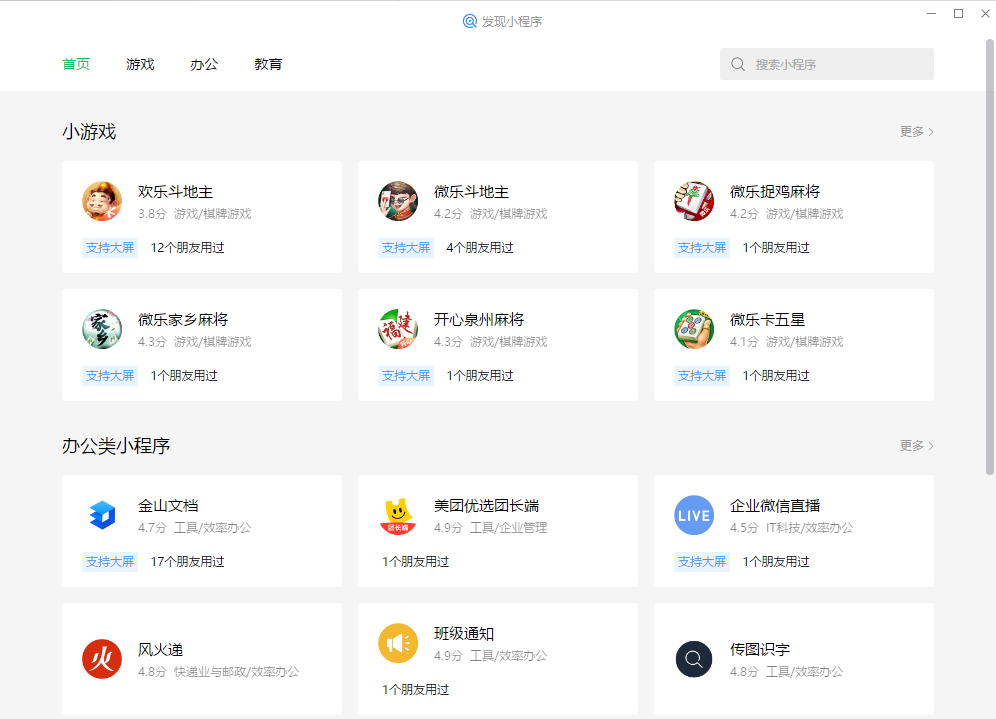 发现小程序
首页 游戏 办公 教育 搜索小程序
小游戏 更多
欢乐斗地主
3.8分 游戏/棋牌游戏
支持大屏 12个朋友用过
微乐斗地主
4.2分 游戏/棋牌游戏
支持大屏 4个朋友用过
微乐捉鸡麻将
4.2分 游戏/棋牌游戏
支持大屏 1个朋友用过
家乡
微乐家乡麻将
4.3分 游戏/棋牌游戏
支持大屏 1个朋友用过
福建
开心泉州麻将
4.3分 游戏/棋牌游戏
支持大屏 1个朋友用过
微乐卡五星
4.1分 游戏/棋牌游戏
支持大屏 1个朋友用过
办公类小程序 更多
金山文档
4.7分 工具/效率办公
支持大屏 17个朋友用过
团长端
美团优选团长端
4.9分 工具/企业管理
1个朋友用过
LIVE
企业微信直播
4.5分 IT科技/效率办公
支持大屏 1个朋友用过
火
风火递
4.8分 快递业与邮政/效率办公
班级通知
4.9分 工具/效率办公
1个朋友用过
传图识字
4.8分 工具/效率办公